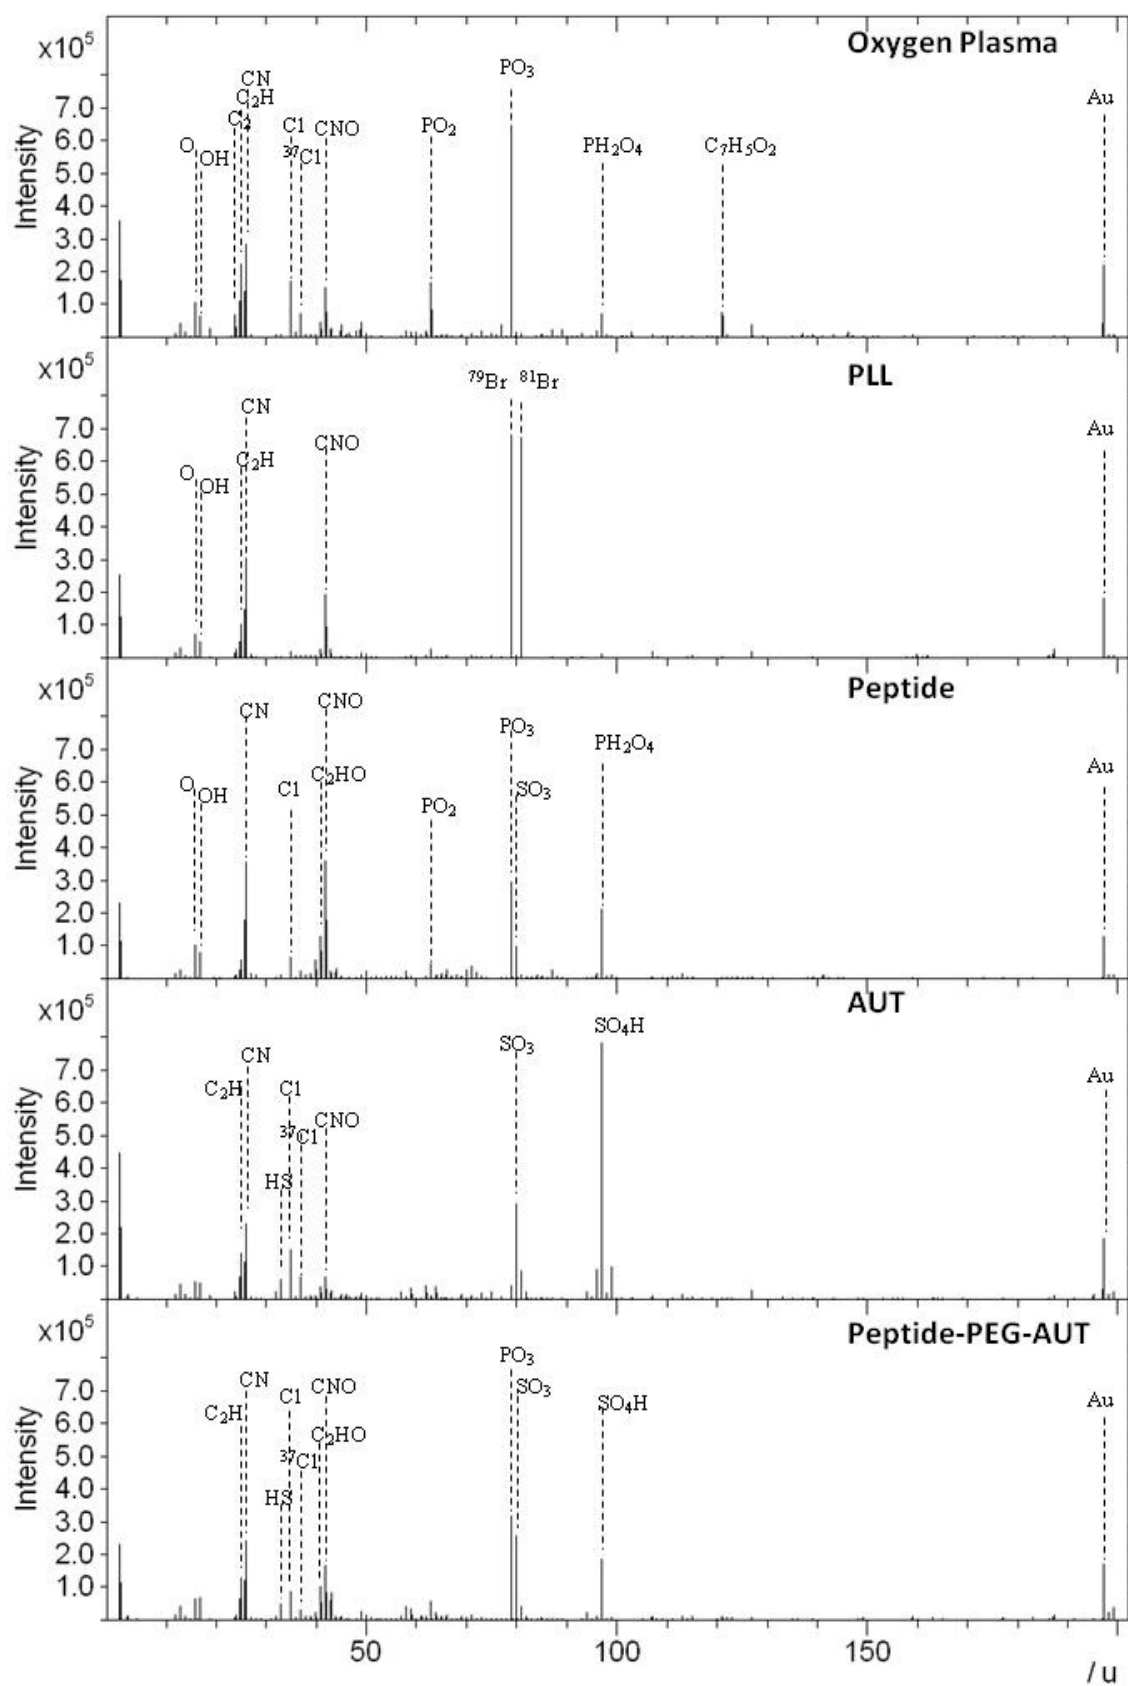 Oxygen Plasma
x10⁵
Intensity
7.0
6.0
5.0
4.0
3.0
2.0
1.0
O
OH
C₂
C₂H
CN
Cl
³⁷Cl
CNO
PO₂
PO₃
PH₂O₄
C₇H₅O₂
Au
PLL
x10⁵
Intensity
7.0
6.0
5.0
4.0
3.0
2.0
1.0
O
OH
C₂H
CN
CNO
⁷⁹Br
⁸¹Br
Au
Peptide
x10⁵
Intensity
7.0
6.0
5.0
4.0
3.0
2.0
1.0
O
OH
CN
Cl
C₂HO
CNO
PO₂
PO₃
SO₃
PH₂O₄
Au
AUT
x10⁵
Intensity
7.0
6.0
5.0
4.0
3.0
2.0
1.0
C₂H
CN
HS
Cl
³⁷Cl
CNO
SO₃
SO₄H
Au
Peptide-PEG-AUT
x10⁵
Intensity
7.0
6.0
5.0
4.0
3.0
2.0
1.0
C₂H
CN
HS
Cl
³⁷Cl
C₂HO
CNO
PO₃
SO₃
SO₄H
Au
50
100
150
/ u